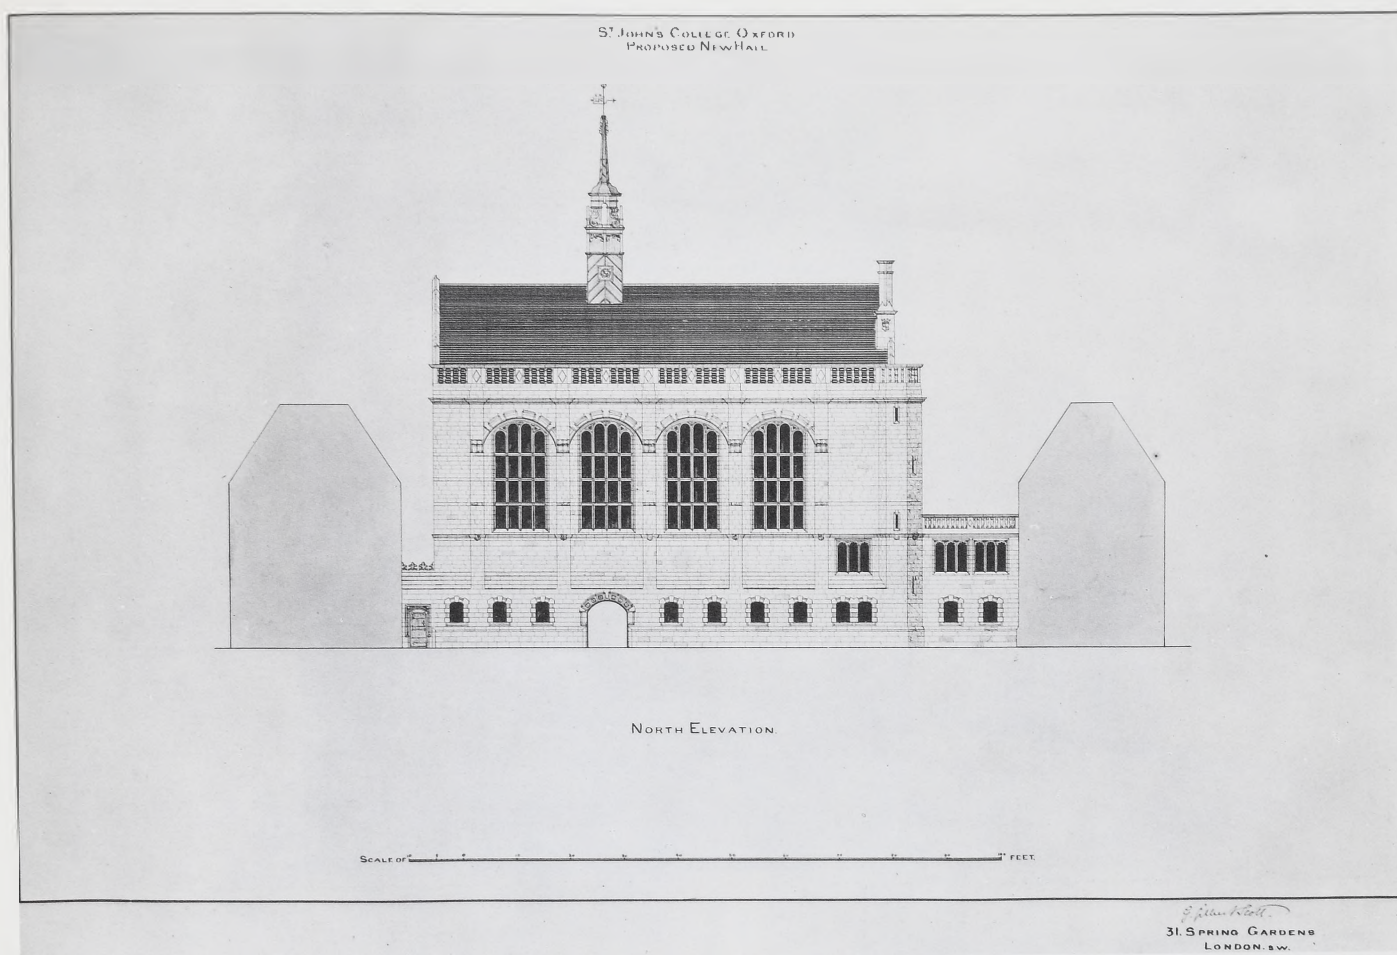 ST. JOHN'S COLLEGE, OXFORD
PROPOSED NEW HALL
NORTH ELEVATION
SCALE OF
FEET.
31. SPRING GARDENS
LONDON. S.W.